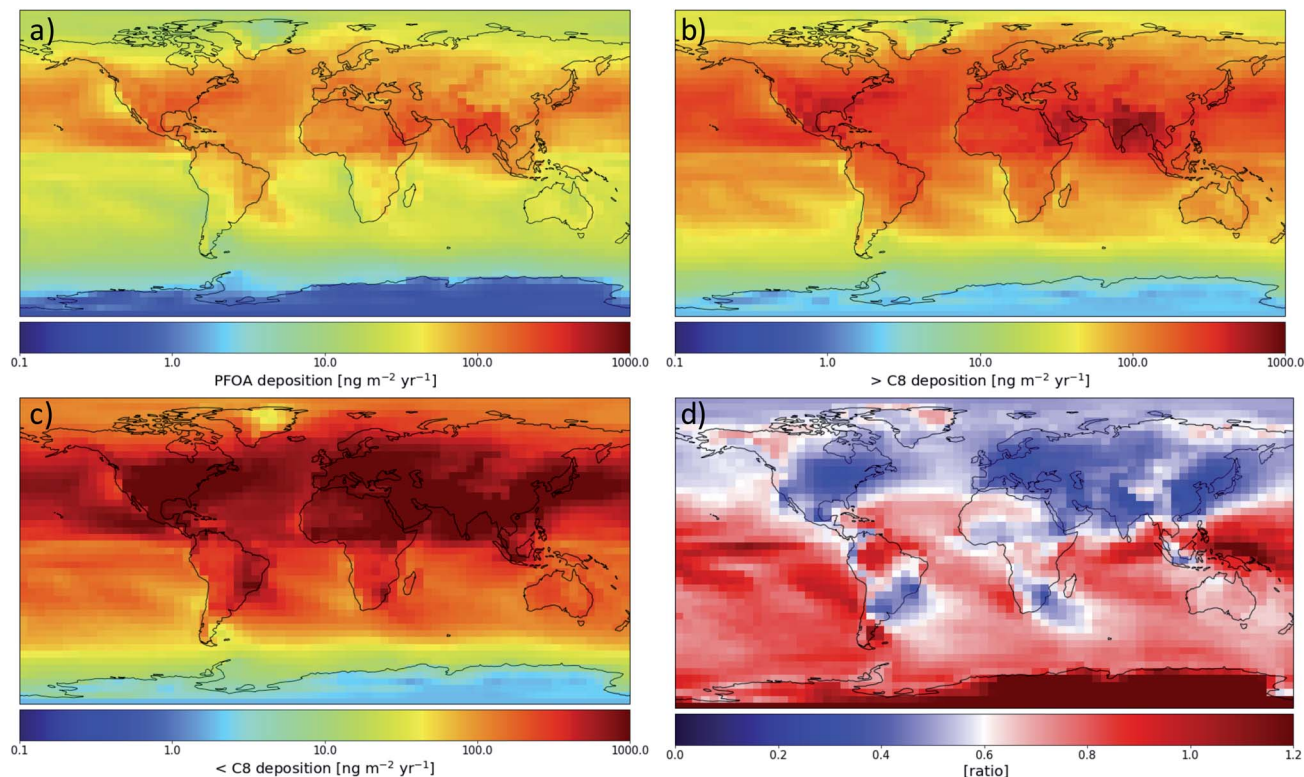 a)
b)
0.1 1.0 10.0 100.0 1000.0
PFOA deposition [ng m⁻² yr⁻¹]
0.1 1.0 10.0 100.0 1000.0
> C8 deposition [ng m⁻² yr⁻¹]
c)
d)
0.1 1.0 10.0 100.0 1000.0
< C8 deposition [ng m⁻² yr⁻¹]
0.0 0.2 0.4 0.6 0.8 1.0 1.2
[ratio]